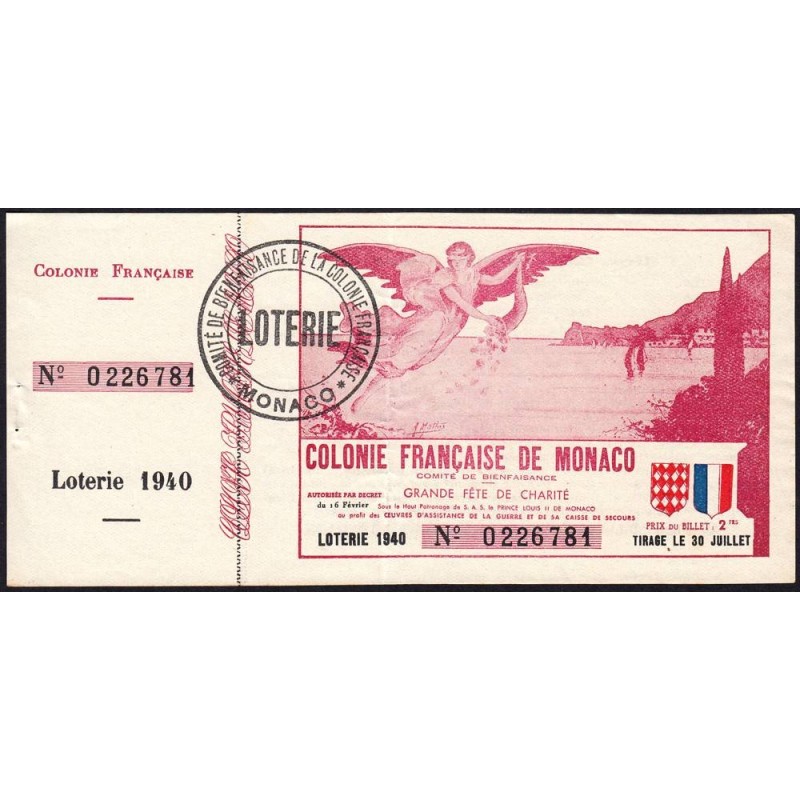 COLONIE FRANÇAISE
Nº 0226781
Loterie 1940
COMITÉ DE BIENFAISANCE DE LA COLONIE FRANÇAISE
LOTERIE
* MONACO *
COLONIE FRANÇAISE DE MONACO
COMITÉ DE BIENFAISANCE
AUTORISÉE PAR DECRET
du 16 Février
GRANDE FÊTE DE CHARITÉ
Sous le Haut Patronage de S. A. S. le PRINCE LOUIS II DE MONACO
au profit des ŒUVRES D'ASSISTANCE DE LA GUERRE ET DE SA CAISSE DE SECOURS
LOTERIE 1940 Nº 0226781
PRIX DU BILLET : 2 FRS
TIRAGE LE 30 JUILLET